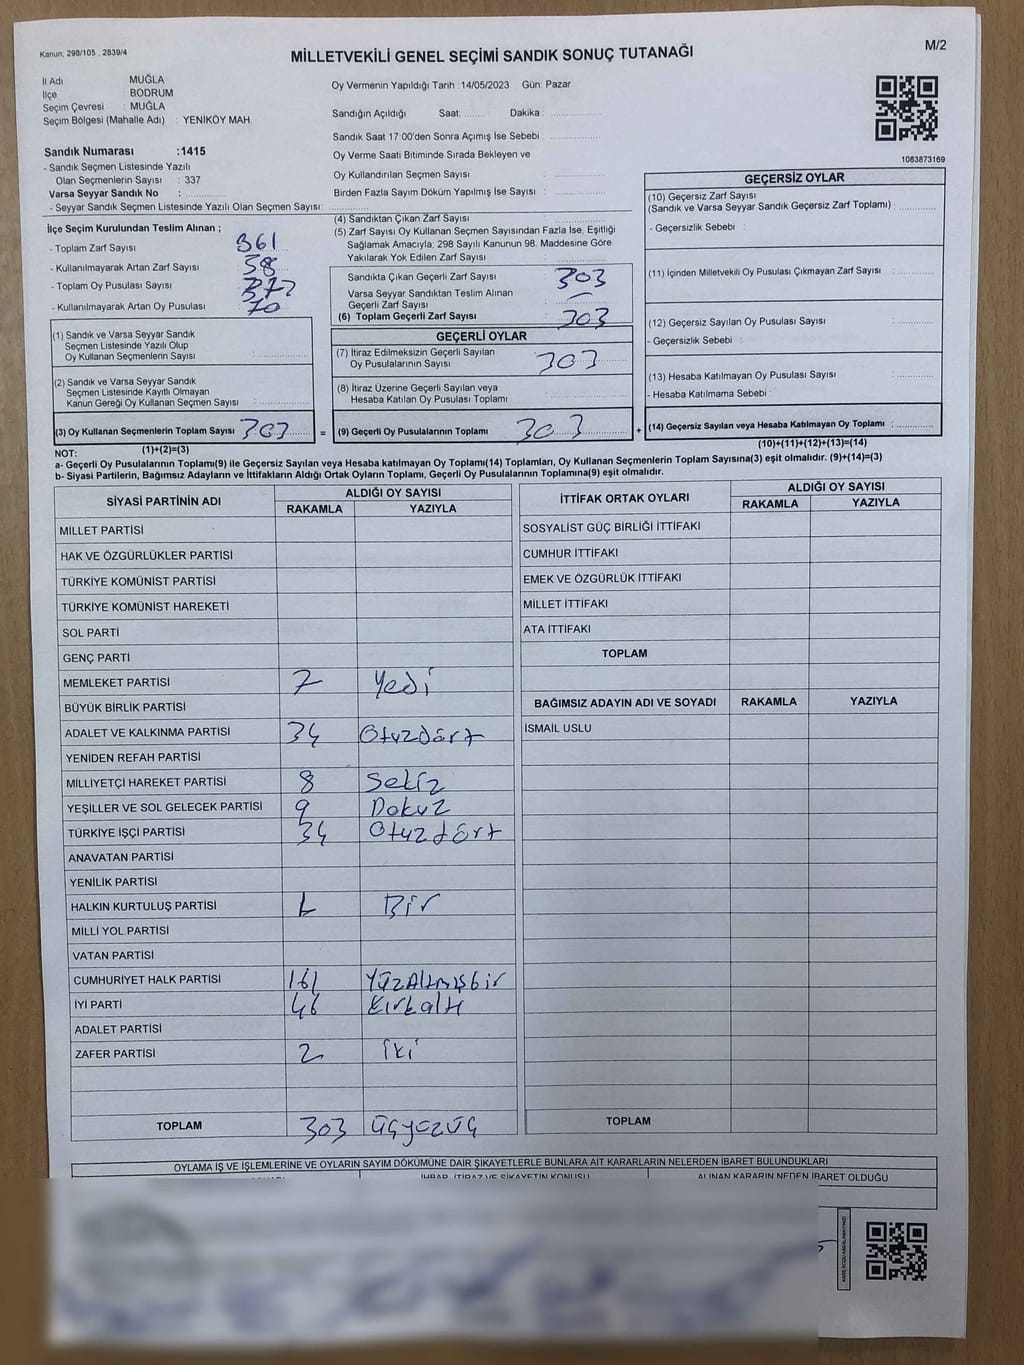 Kanun; 298/105 , 2839/4
MİLLETVEKİLİ GENEL SEÇİMİ SANDIK SONUÇ TUTANAĞI
M/2
İl Adı MUĞLA
İlçe BODRUM
Seçim Çevresi : MUĞLA
Seçim Bölgesi (Mahalle Adı) : YENİKÖY MAH.
Oy Vermenin Yapıldığı Tarih :14/05/2023 Gün: Pazar
Sandığın Açıldığı Saat:........ Dakika :................
Sandık Saat 17:00'den Sonra Açımış İse Sebebi :................
Oy Verme Saati Bitiminde Sırada Bekleyen ve
Oy Kullandırılan Seçmen Sayısı :................
Birden Fazla Sayım Döküm Yapılmış İse Sayısı :................
1083873169
Sandık Numarası :1415
- Sandık Seçmen Listesinde Yazılı
Olan Seçmenlerin Sayısı : 337
Varsa Seyyar Sandık No :
- Seyyar Sandık Seçmen Listesinde Yazılı Olan Seçmen Sayısı:
İlçe Seçim Kurulundan Teslim Alınan ;
- Toplam Zarf Sayısı 361
- Kullanılmayarak Artan Zarf Sayısı 58
- Toplam Oy Pusulası Sayısı
- Kullanılmayarak Artan Oy Pusulası 70
(1) Sandık ve Varsa Seyyar Sandık
Seçmen Listesinde Yazılı Olup
Oy Kullanan Seçmenlerin Sayısı :
(2) Sandık ve Varsa Seyyar Sandık
Seçmen Listesinde Kayıtlı Olmayan
Kanun Gereği Oy Kullanan Seçmen Sayısı :
(3) Oy Kullanan Seçmenlerin Toplam Sayısı 303 =
(1)+(2)=(3)
(4) Sandıktan Çıkan Zarf Sayısı
(5) Zarf Sayısı Oy Kullanan Seçmen Sayısından Fazla İse, Eşitliği
Sağlamak Amacıyla; 298 Sayılı Kanunun 98. Maddesine Göre
Yakılarak Yok Edilen Zarf Sayısı
Sandıkta Çıkan Geçerli Zarf Sayısı 303
Varsa Seyyar Sandıktan Teslim Alınan
Geçerli Zarf Sayısı —
(6) Toplam Geçerli Zarf Sayısı 303
GEÇERLİ OYLAR
(7) İtiraz Edilmeksizin Geçerli Sayılan
Oy Pusulalarının Sayısı 303
(8) İtiraz Üzerine Geçerli Sayılan veya
Hesaba Katılan Oy Pusulası Toplamı
(9) Geçerli Oy Pusulalarının Toplamı 303 +
GEÇERSİZ OYLAR
(10) Geçersiz Zarf Sayısı
(Sandık ve Varsa Seyyar Sandık Geçersiz Zarf Toplamı) :
- Geçersizlik Sebebi :
(11) İçinden Milletvekili Oy Pusulası Çıkmayan Zarf Sayısı :
(12) Geçersiz Sayılan Oy Pusulası Sayısı :
- Geçersizlik Sebebi :
(13) Hesaba Katılmayan Oy Pusulası Sayısı :
- Hesaba Katılmama Sebebi :
(14) Geçersiz Sayılan veya Hesaba Katılmayan Oy Toplamı :
(10)+(11)+(12)+(13)=(14)
NOT:
a- Geçerli Oy Pusulalarının Toplamı(9) ile Geçersiz Sayılan veya Hesaba katılmayan Oy Toplamı(14) Toplamları, Oy Kullanan Seçmenlerin Toplam Sayısına(3) eşit olmalıdır. (9)+(14)=(3)
b- Siyasi Partilerin, Bağımsız Adayların ve İttifakların Aldığı Ortak Oyların Toplamı, Geçerli Oy Pusulalarının Toplamına(9) eşit olmalıdır.
SİYASİ PARTİNİN ADI ALDIĞI OY SAYISI
RAKAMLA YAZIYLA
MİLLET PARTİSİ
HAK VE ÖZGÜRLÜKLER PARTİSİ
TÜRKİYE KOMÜNİST PARTİSİ
TÜRKİYE KOMÜNİST HAREKETİ
SOL PARTİ
GENÇ PARTİ
MEMLEKET PARTİSİ 7 Yedi
BÜYÜK BİRLİK PARTİSİ
ADALET VE KALKINMA PARTİSİ 34 Otuzdört
YENİDEN REFAH PARTİSİ
MİLLİYETÇİ HAREKET PARTİSİ 8 Sekiz
YEŞİLLER VE SOL GELECEK PARTİSİ 9 Dokuz
TÜRKİYE İŞÇİ PARTİSİ 34 Otuzdört
ANAVATAN PARTİSİ
YENİLİK PARTİSİ
HALKIN KURTULUŞ PARTİSİ 1 Bir
MİLLİ YOL PARTİSİ
VATAN PARTİSİ
CUMHURİYET HALK PARTİSİ 161 YüzAltmışbir
İYİ PARTİ 46 Kırkaltı
ADALET PARTİSİ
ZAFER PARTİSİ 2 İki
TOPLAM 303 üçyüzüç
İTTİFAK ORTAK OYLARI ALDIĞI OY SAYISI
RAKAMLA YAZIYLA
SOSYALİST GÜÇ BİRLİĞİ İTTİFAKI
CUMHUR İTTİFAKI
EMEK VE ÖZGÜRLÜK İTTİFAKI
MİLLET İTTİFAKI
ATA İTTİFAKI
TOPLAM
BAĞIMSIZ ADAYIN ADI VE SOYADI RAKAMLA YAZIYLA
İSMAİL USLU
TOPLAM
OYLAMA İŞ VE İŞLEMLERİNE VE OYLARIN SAYIM DÖKÜMÜNE DAİR ŞİKAYETLERLE BUNLARA AİT KARARLARIN NELERDEN İBARET BULUNDUKLARI
İHBAR, İTİRAZ VE ŞİKAYETİN KONUSU ALINAN KARARIN NEDEN İBARET OLDUĞU